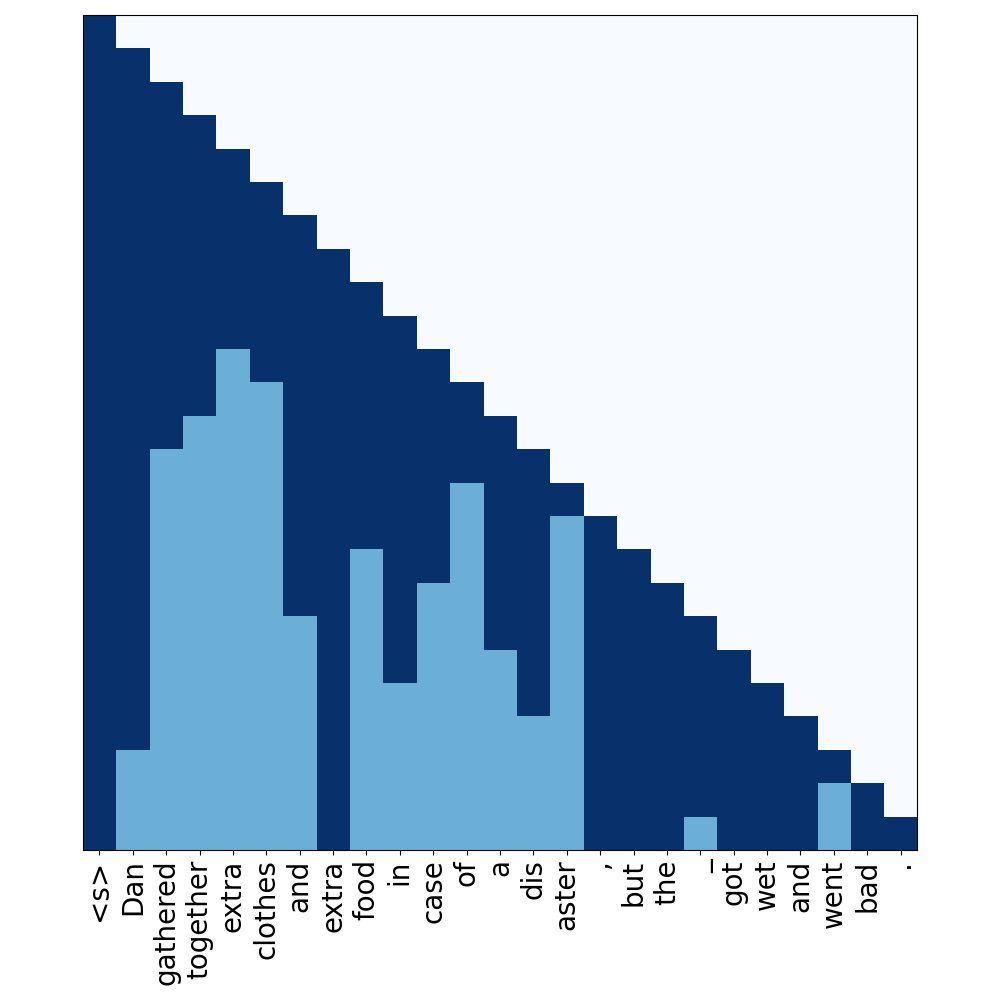 <s> Dan gathered together extra clothes and extra food in case of a dis aster , but the _ got wet and went bad .